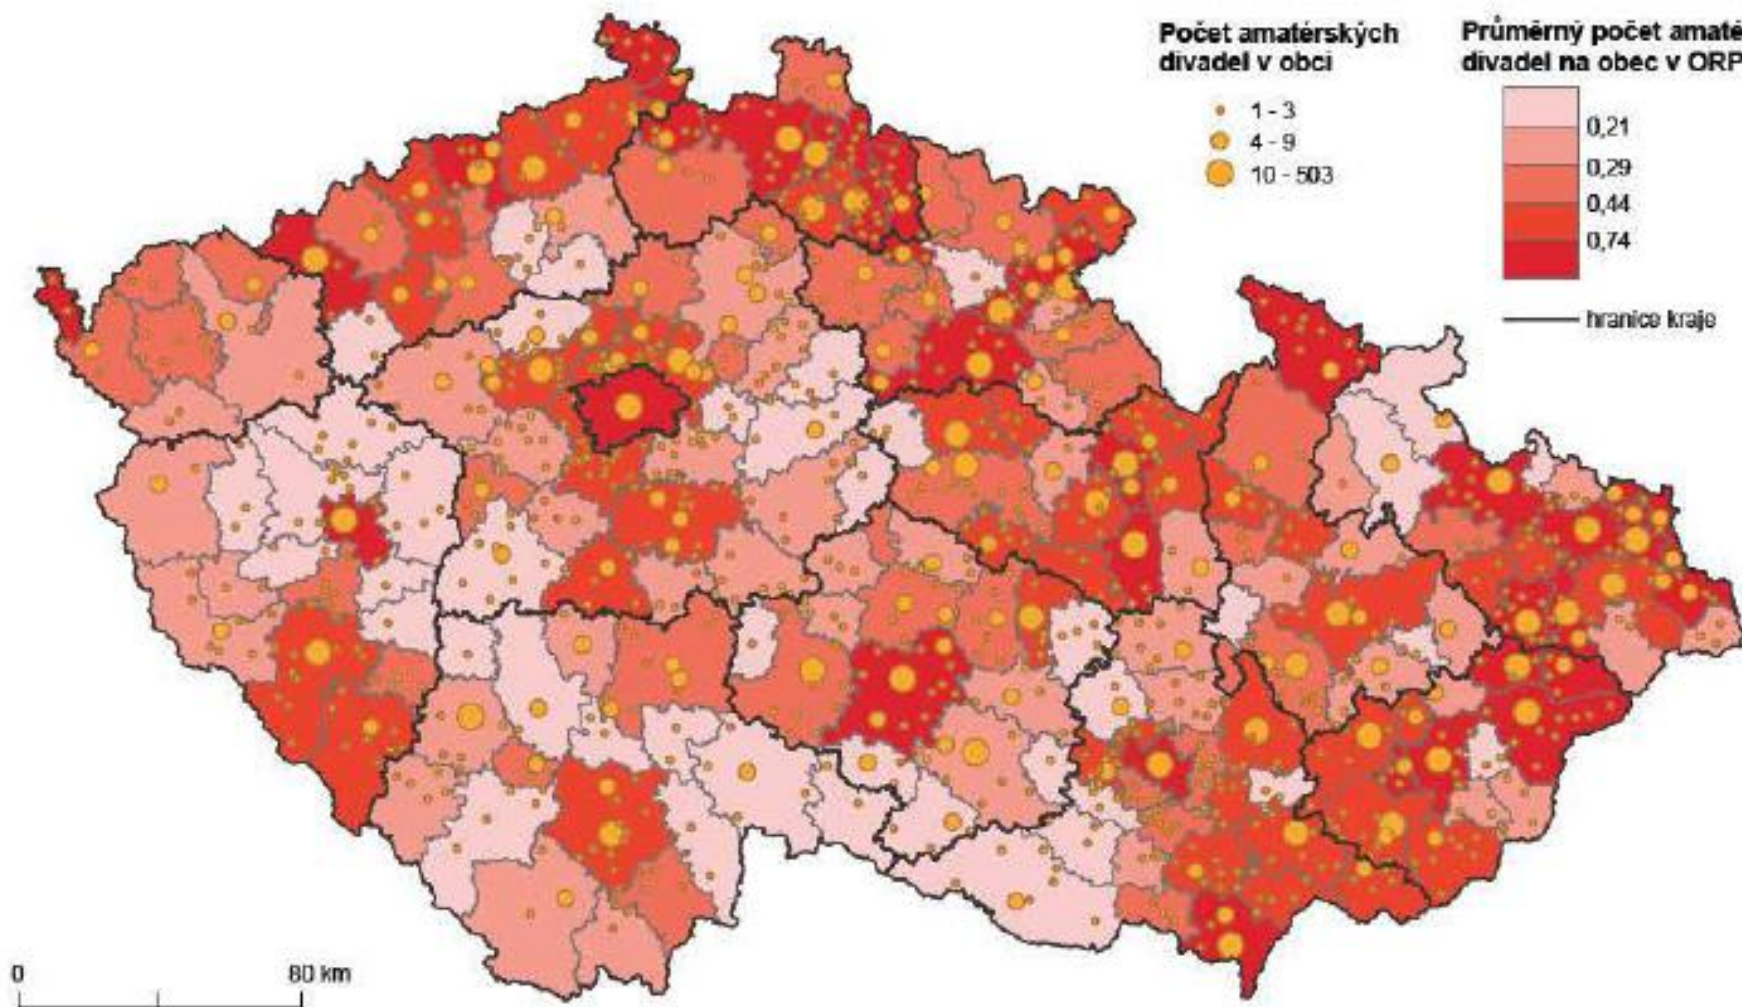 Počet amatérských
divadel v obci
1 - 3
4 - 9
10 - 503
Průměrný počet amaté
divadel na obec v ORP
0,21
0,29
0,44
0,74
hranice kraje
0 80 km